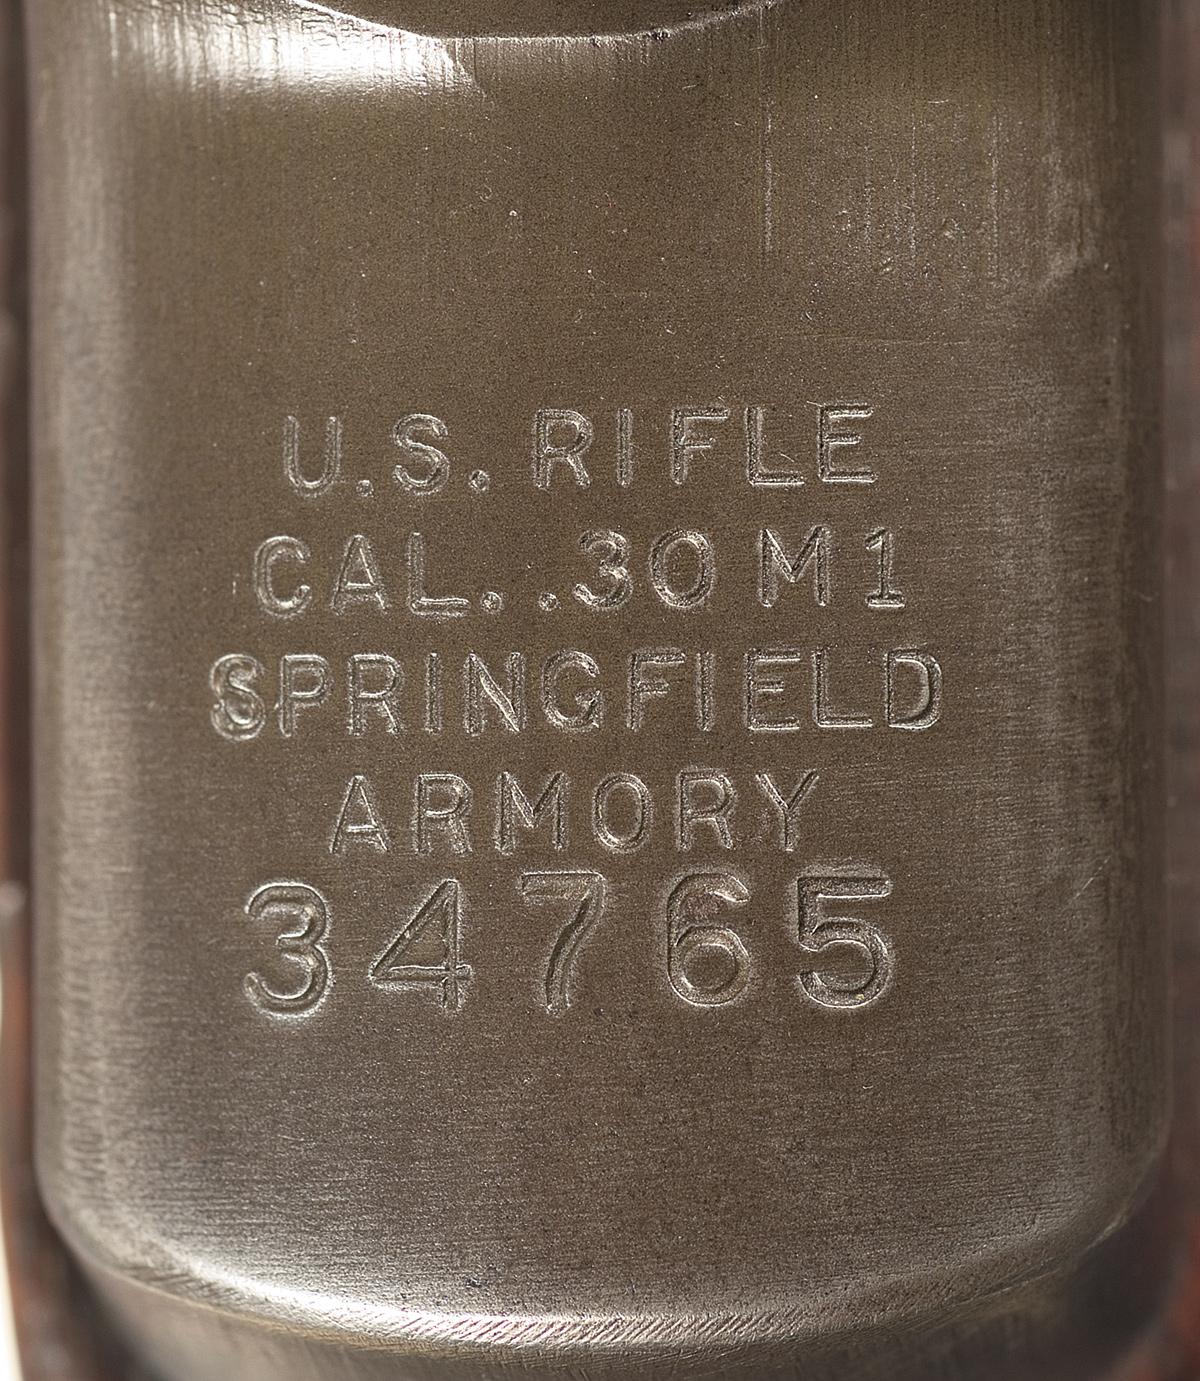 U.S. RIFLE
CAL. .30 M1
SPRINGFIELD
ARMORY
34765